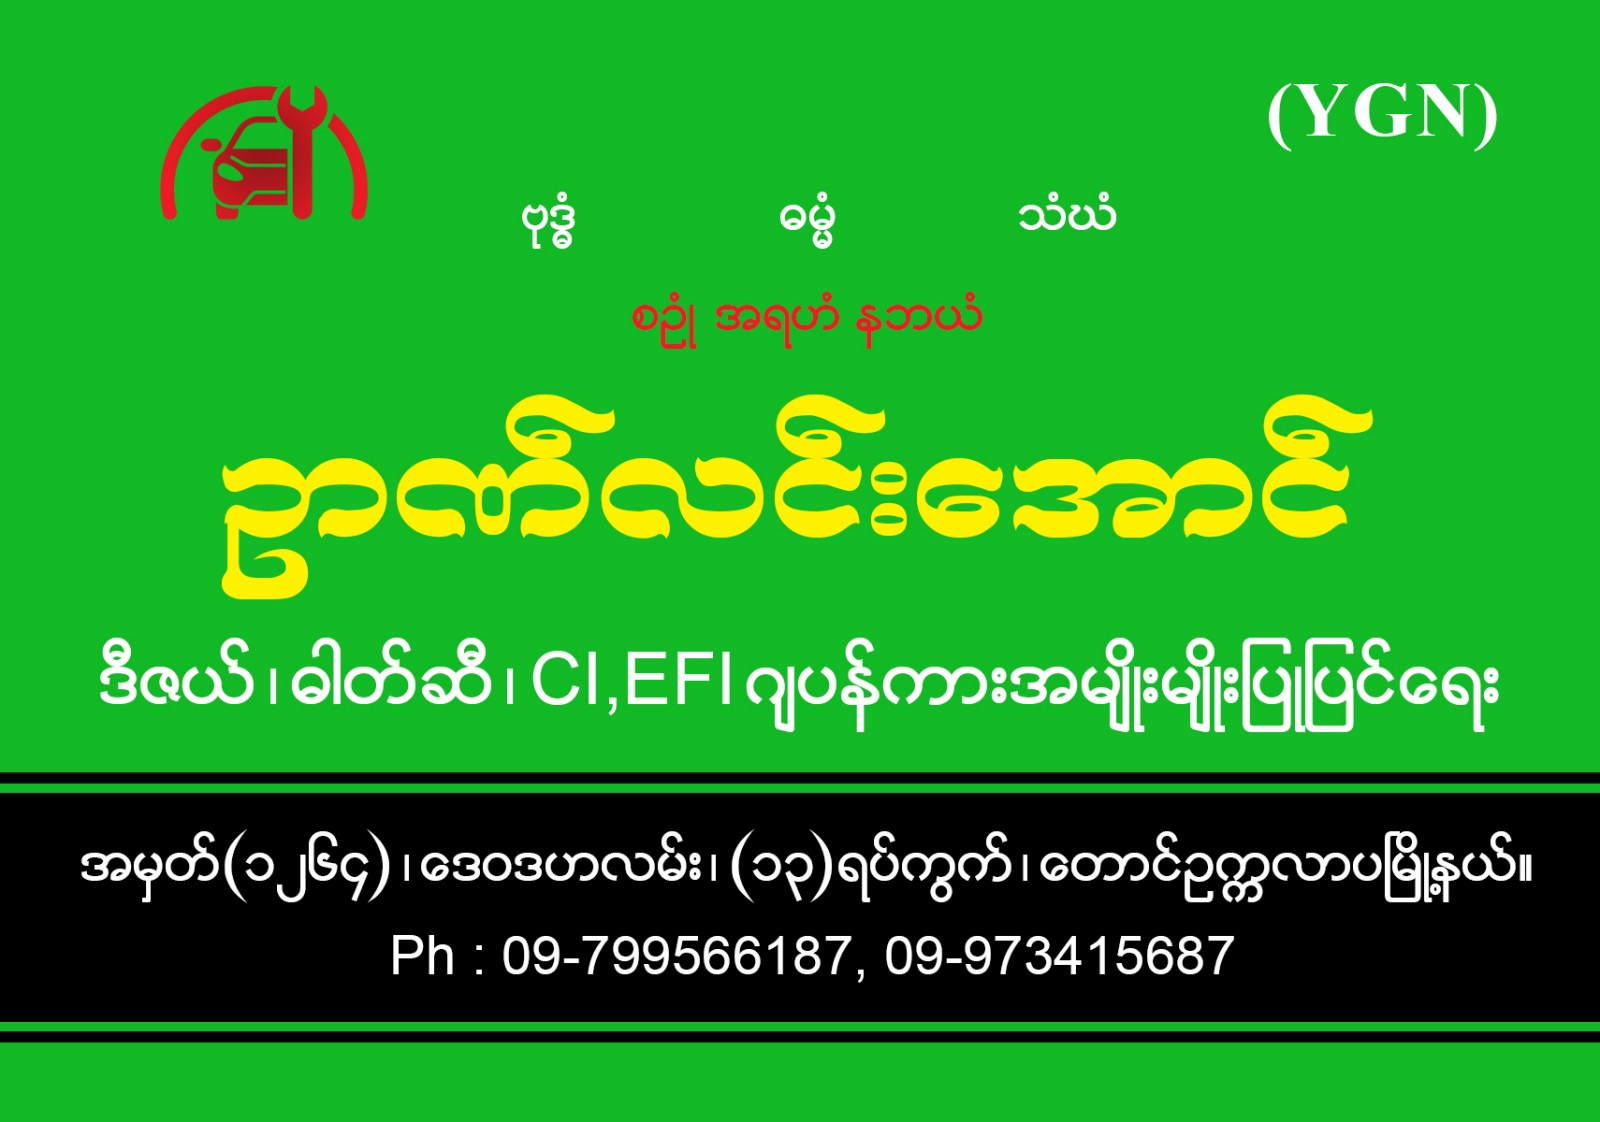 (YGN)
ဗုဒ္ဓံ ဓမ္မံ သံဃံ
စဥုံ အရဟံ နဘယံ
ဉာဏ်လင်းအောင်
ဒီဇယ်၊ဓါတ်ဆီ၊CI,EFIဂျပန်ကားအမျိုးမျိုးပြုပြင်ရေး
အမှတ်(၁၂၆၄)၊ဒေဝဒဟလမ်း၊(၁၃)ရပ်ကွက်၊တောင်ဥက္ကလာပမြို့နယ်။
Ph : 09-799566187, 09-973415687